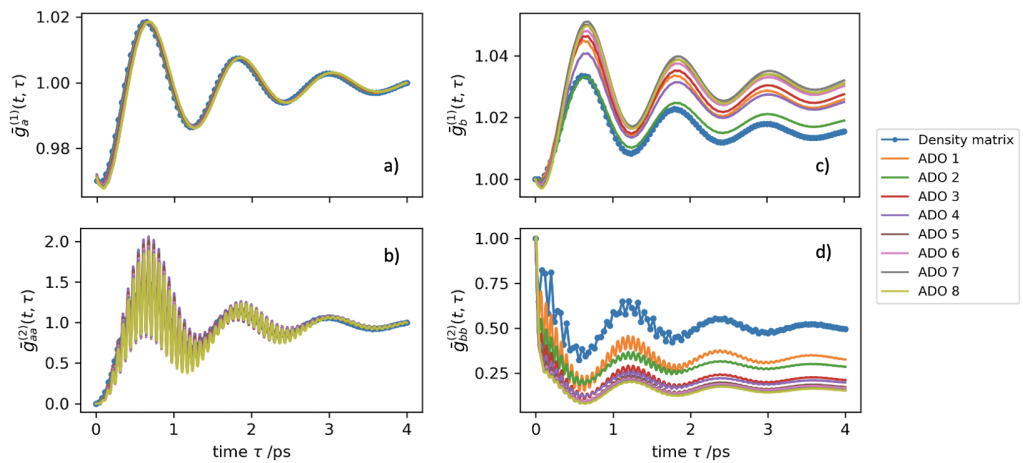 1.02
1.00
0.98
ḡₐ⁽¹⁾(t, τ)
a)
1.04
1.02
1.00
ḡ_b⁽¹⁾(t, τ)
c)
2.0
1.5
1.0
0.5
0.0
ḡₐₐ⁽²⁾(t, τ)
b)
0 1 2 3 4
time τ /ps
1.00
0.75
0.50
0.25
ḡ_bb⁽²⁾(t, τ)
d)
0 1 2 3 4
time τ /ps
Density matrix
ADO 1
ADO 2
ADO 3
ADO 4
ADO 5
ADO 6
ADO 7
ADO 8